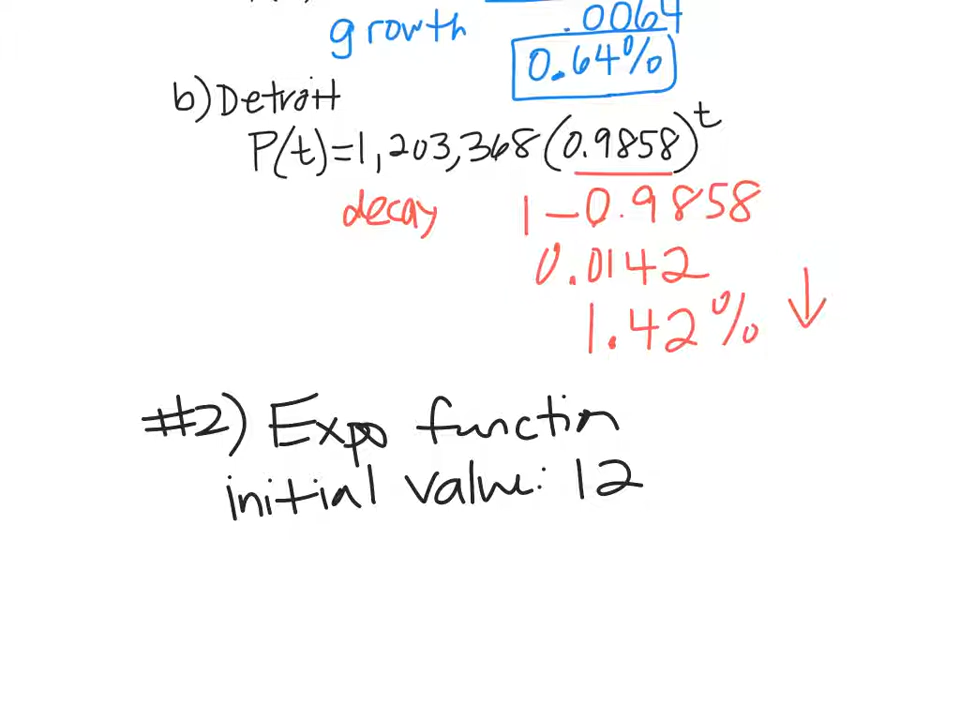 growth .0064
0.64%
b) Detroit
P(t)=1,203,368(0.9858)^t
decay 1-0.9858
0.0142
1.42% ↓
#2) Expo function
initial value: 12